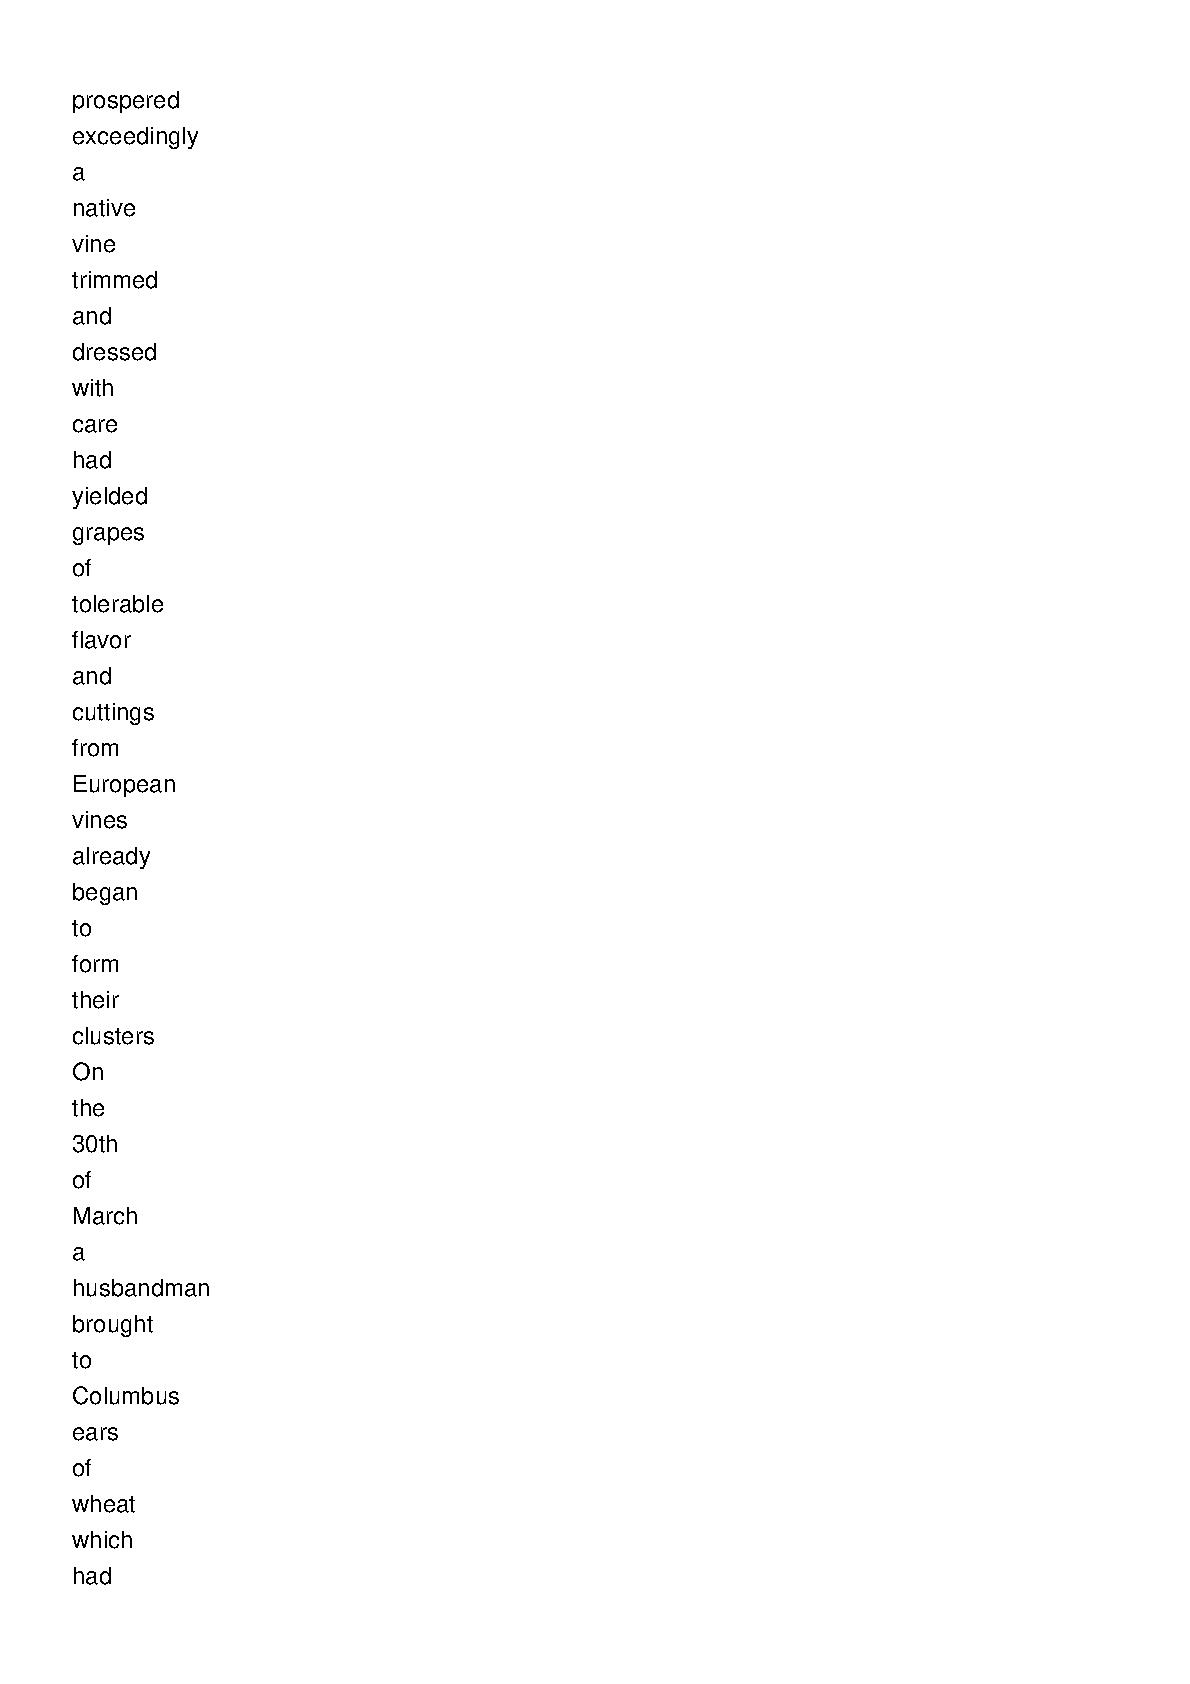 prospered
exceedingly
a
native
vine
trimmed
and
dressed
with
care
had
yielded
grapes
of
tolerable
flavor
and
cuttings
from
European
vines
already
began
to
form
their
clusters
On
the
30th
of
March
a
husbandman
brought
to
Columbus
ears
of
wheat
which
had